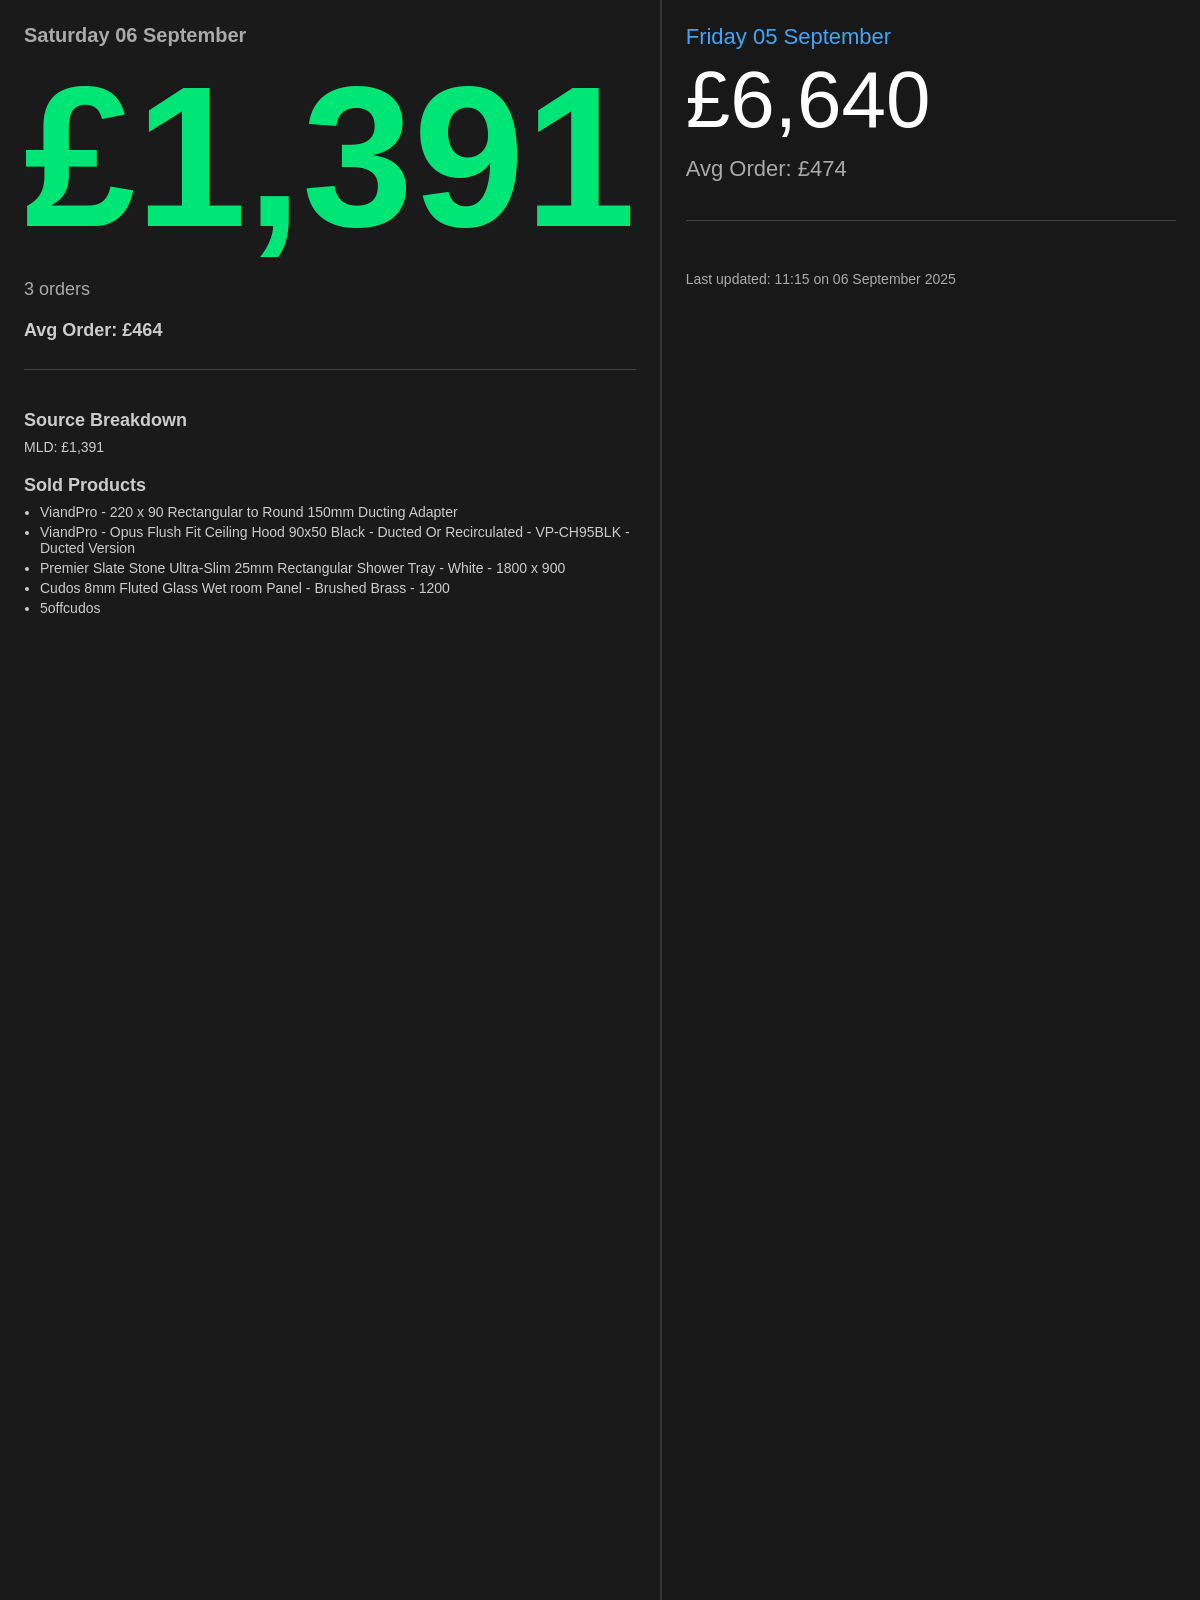 Saturday 06 September
£1,391
3 orders
Avg Order: £464
Source Breakdown
MLD: £1,391
Sold Products
• ViandPro - 220 x 90 Rectangular to Round 150mm Ducting Adapter
• ViandPro - Opus Flush Fit Ceiling Hood 90x50 Black - Ducted Or Recirculated - VP-CH95BLK -
Ducted Version
• Premier Slate Stone Ultra-Slim 25mm Rectangular Shower Tray - White - 1800 x 900
• Cudos 8mm Fluted Glass Wet room Panel - Brushed Brass - 1200
• 5offcudos
Friday 05 September
£6,640
Avg Order: £474
Last updated: 11:15 on 06 September 2025